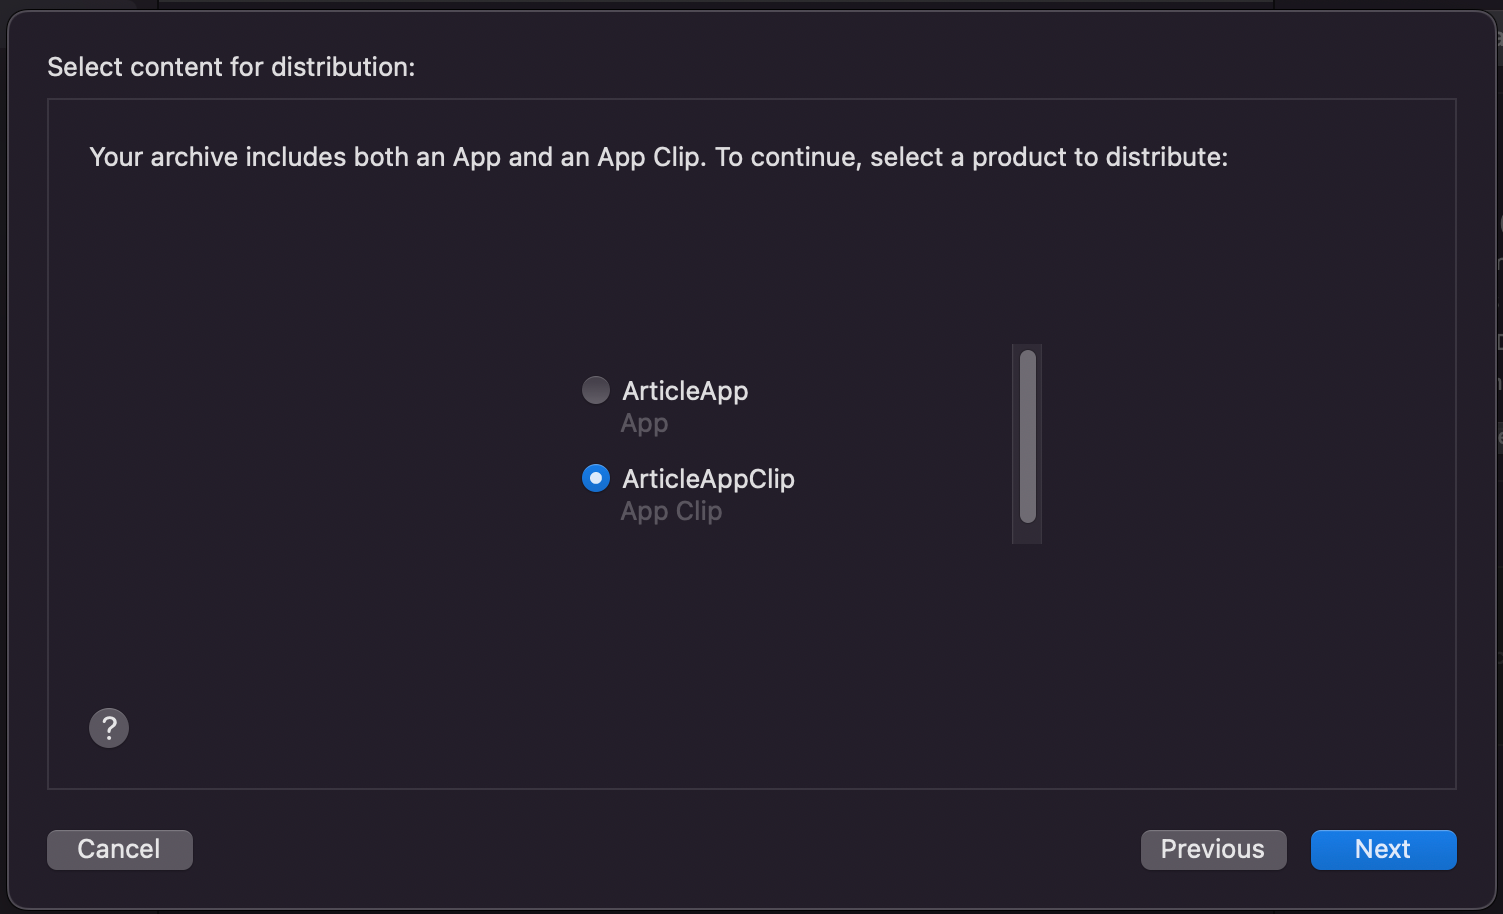 Select content for distribution:
Your archive includes both an App and an App Clip. To continue, select a product to distribute:
ArticleApp
App
ArticleAppClip
App Clip
?
Cancel
Previous
Next